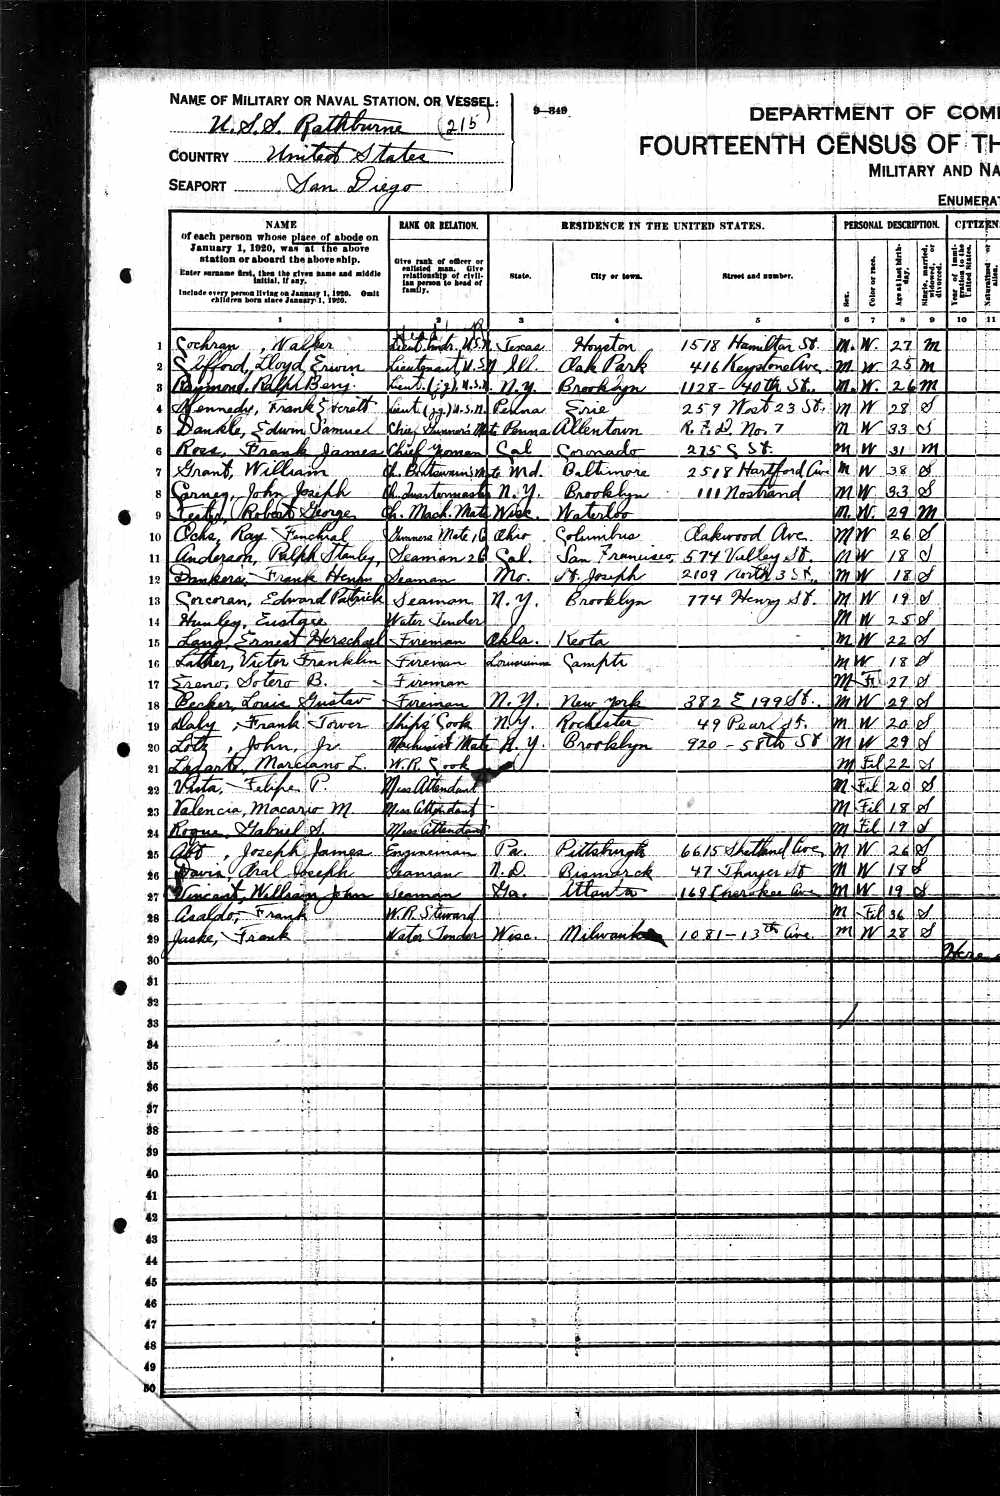 NAME OF MILITARY OR NAVAL STATION, OR VESSEL:
U.S.S. Rathburne (215)
9—349
DEPARTMENT OF COM
COUNTRY United States
FOURTEENTH CENSUS OF TH
SEAPORT San Diego
MILITARY AND NA
ENUMERAT
NAME
of each person whose place of abode on
January 1, 1920, was at the above
station or aboard the above ship.
Enter surname first, then the given name and middle
initial, if any.
Include every person living on January 1, 1920. Omit
children born since January 1, 1920.
RANK OR RELATION.
Give rank of officer or
enlisted man. Give
relationship of civil-
ian person to head of
family.
RESIDENCE IN THE UNITED STATES.
State.
City or town.
Street and number.
PERSONAL DESCRIPTION.
Sex.
Color or race.
Age at last birth-
day.
Single, married,
widowed, or
divorced.
CITIZEN
Year of immi-
gration to the
United States.
Naturalized or
alien.
1 2 3 4 5 6 7 8 9 10 11
1 Cochran, Walker Lieut. Comdr. U.S.N. Texas Houston 1518 Hamilton St. M. W. 27 M
2 Gifford, Lloyd Erwin Lieutenant, U.S.N Ill. Oak Park 416 Keystone Ave. M W 25 M
3 Raymond, Ralph Benj. Lieut. (j.g.) U.S.N. N.Y. Brooklyn 1128 - 40th St. M. W. 26 M
4 Kennedy, Frank Everett Lieut. (j.g.) U.S.N. Penna Erie 259 West 23 St. M W 28 S
5 Dankle, Edwin Samuel Chief Gunner's Mate Penna Allentown R.F.D. No. 7 M W 33 S
6 Ross, Frank James Chief Yeoman Cal Coronado 275 G St. M W 31 M
7 Grant, William Ch. Boatswain's Mate Md. Baltimore 2518 Hartford Ave M W 38 S
8 Carney, John Joseph Ch. Quartermaster N.Y. Brooklyn 111 Nostrand M W 33 S
9 Robert George Ch. Mach. Mate Wisc. Waterloo M. W. 29 M
10 Ochs, Ray Gunners Mate 1C Ohio Columbus Oakwood Ave. M W 26 S
11 Anderson, Ralph Stanley, Seaman 2C Cal. San Francisco, 574 Valley St. M W 18 S
12 Dankers, Frank Henry Seaman Mo. St. Joseph 2109 North 3 St., M W 18 S
13 Corcoran, Edward Patrick Seaman N.Y. Brooklyn 774 Henry St. M W 19 S
14 Hunley, Eustace Water Tender M W 25 S
15 Lang, Ernest Herschael Fireman Okla. Keota M W 22 S
16 Lather, Victor Franklin Fireman Louisianna Campti M W 18 S
17 Ereno, Sotero B. Fireman M Fi 27 S
18 Becker, Louis Gustav Fireman N.Y. New York 382 E 199 St. M W 29 S
19 Daly, Frank Tower Ships Cook N.Y. Rochester 49 Pearl St. M W 20 S
20 Lotz, John, Jr. Machinist Mate N.Y. Brooklyn 920 - 58th St M W 29 S
21 Marciano L. W.R. Cook M Fil 22 S
22 Vista, Felipe P. Mess Attendant M Fil 20 S
23 Valencia, Macario M. Mess Attendant M Fil 18 S
24 Roque, Gabriel S. Mess Attendant M Fil 19 S
25 Abt, Joseph James Engineman Pa. Pittsburgh 6615 Shetland Ave, M W 26 S
26 Davis, Aral Joseph Seaman N.D. Bismarck 47 Thayer St M W 18 S
27 Vincent, William John Seaman Ga. Atlanta 169 Cherokee Ave M W 19 S
28 Asaldo, Frank W.R. Steward M Fil 36 S
29 Juske, Frank Water Tender Wisc. Milwaukee 1081 - 13th Ave. M W 28 S
30 Here
31
32
33
34
35
36
37
38
39
40
41
42
43
44
45
46
47
48
49
50